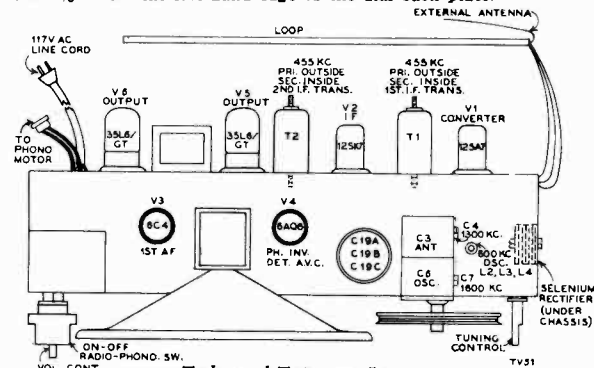 EXTERNAL ANTENNA
LOOP
117V AC
LINE CORD
455 KC
PRI. OUTSIDE
SEC. INSIDE
2ND I.F. TRANS.
455 KC
PRI. OUTSIDE
SEC. INSIDE
1ST. I.F. TRANS.
V6
OUTPUT
V5
OUTPUT
V2
IF
V1
CONVERTER
35L6/
GT
35L6/
GT
T2
12SK7
T1
12SA7
TO
PHONO
MOTOR
V3
6C4
1ST AF
V4
6AQ6
PH. INV.
DET. A.V.C.
C19A
C19B
C19C
C3
ANT
C6
OSC.
C4
1300 KC.
600 KC
OSC.
L2, L3, L4
C7
1600 KC
SELENIUM
RECTIFIER
(UNDER
CHASSIS)
TUNING
CONTROL
ON-OFF
RADIO-PHONO. SW.
VOL. CONT.
TV51